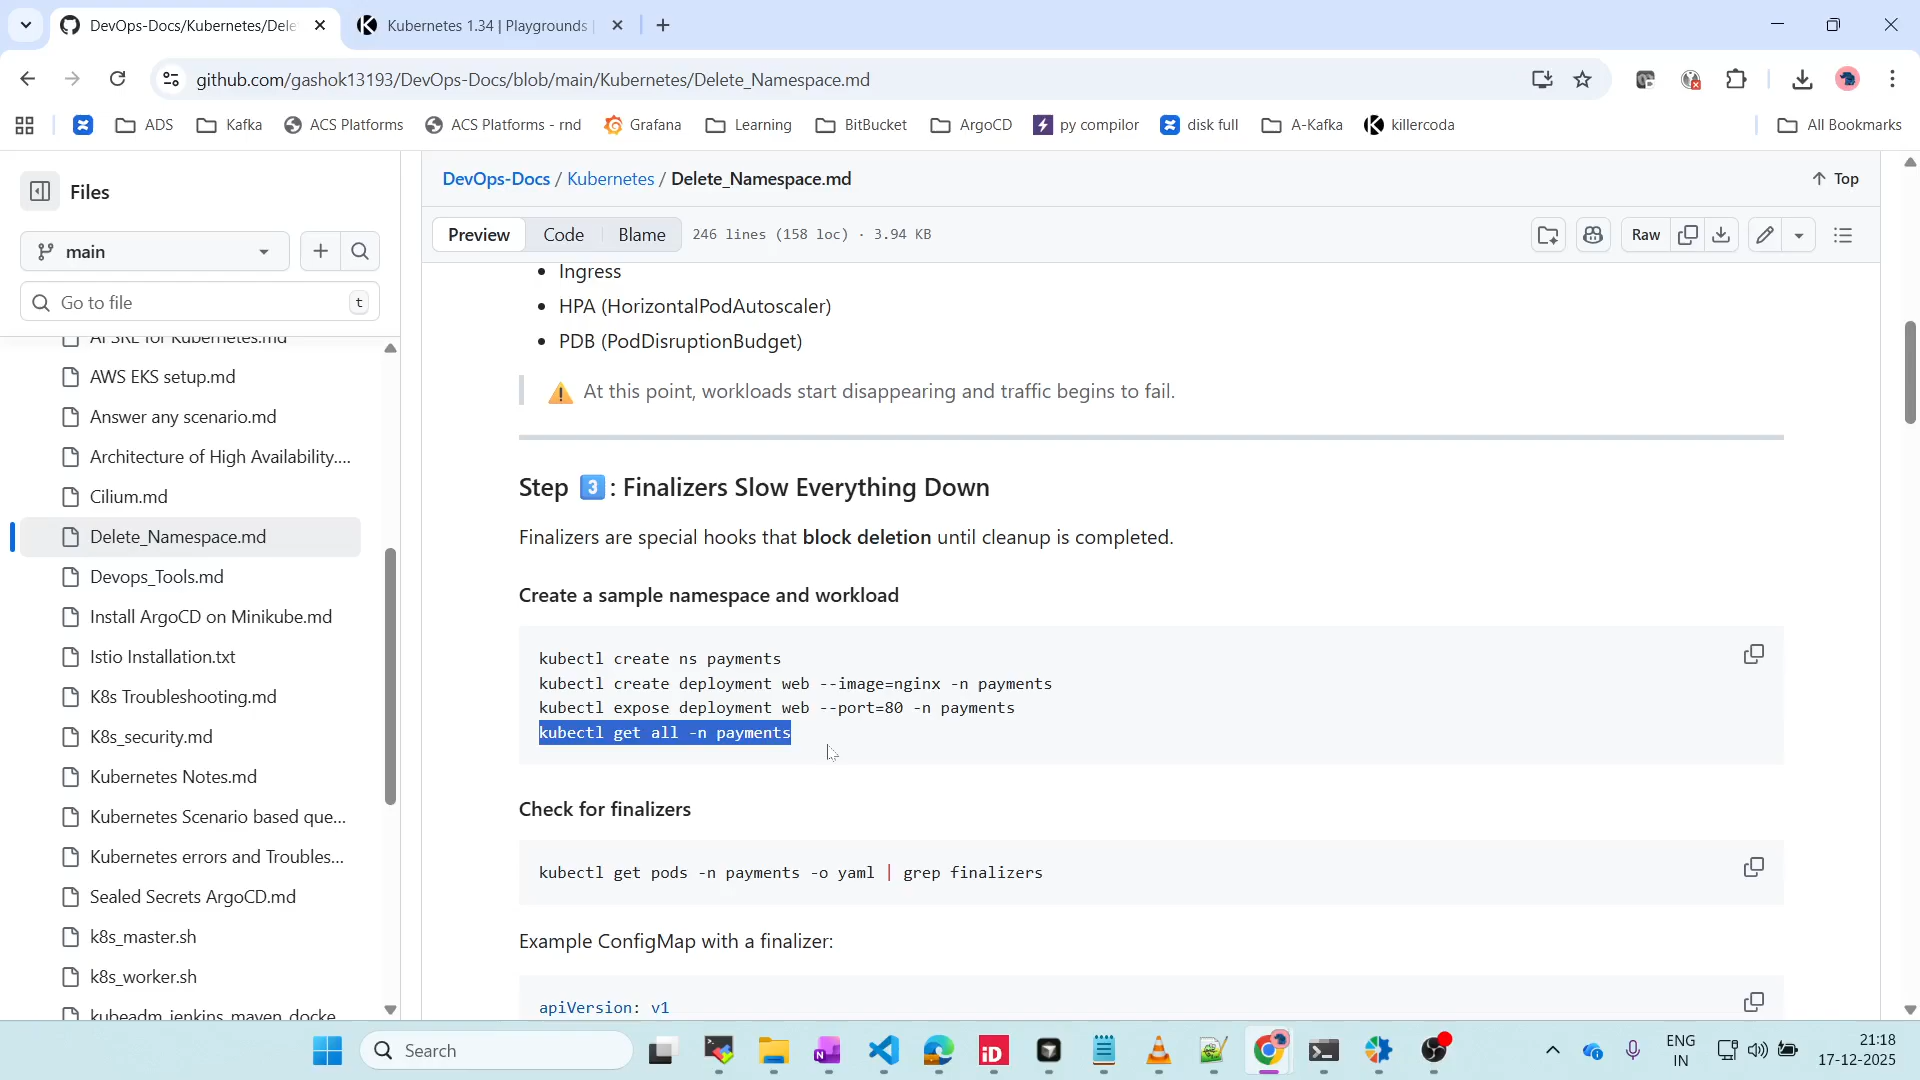 DevOps-Docs/Kubernetes/Dele
Kubernetes 1.34 | Playgrounds
github.com/gashok13193/DevOps-Docs/blob/main/Kubernetes/Delete_Namespace.md
ADS
Kafka
ACS Platforms
ACS Platforms - rnd
Grafana
Learning
BitBucket
ArgoCD
py compilor
disk full
A-Kafka
killercoda
All Bookmarks
Files
main
Go to file
t
AI SRE for Kubernetes.md
AWS EKS setup.md
Answer any scenario.md
Architecture of High Availability....
Cilium.md
Delete_Namespace.md
Devops_Tools.md
Install ArgoCD on Minikube.md
Istio Installation.txt
K8s Troubleshooting.md
K8s_security.md
Kubernetes Notes.md
Kubernetes Scenario based que...
Kubernetes errors and Troubles...
Sealed Secrets ArgoCD.md
k8s_master.sh
k8s_worker.sh
kubeadm_jenkins_maven_docke
DevOps-Docs / Kubernetes / Delete_Namespace.md
Top
Preview
Code
Blame
246 lines (158 loc) · 3.94 KB
Raw
Ingress
HPA (HorizontalPodAutoscaler)
PDB (PodDisruptionBudget)
⚠️ At this point, workloads start disappearing and traffic begins to fail.
Step 3️⃣: Finalizers Slow Everything Down
Finalizers are special hooks that block deletion until cleanup is completed.
Create a sample namespace and workload
kubectl create ns payments
kubectl create deployment web --image=nginx -n payments
kubectl expose deployment web --port=80 -n payments
kubectl get all -n payments
Check for finalizers
kubectl get pods -n payments -o yaml | grep finalizers
Example ConfigMap with a finalizer:
apiVersion: v1
Search
ENG
IN
21:18
17-12-2025